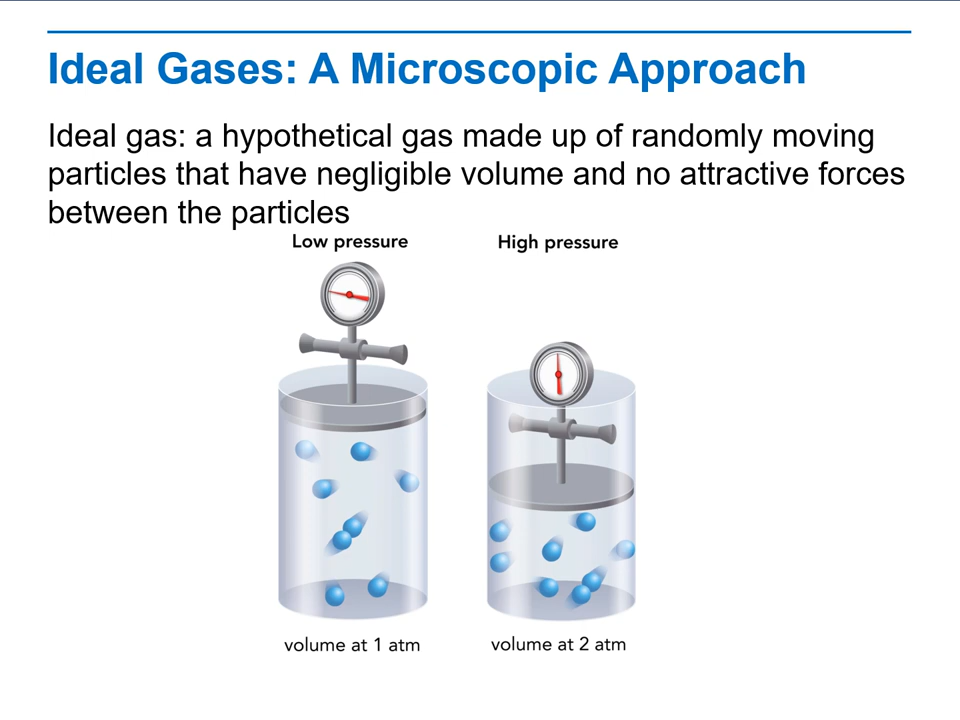 Ideal Gases: A Microscopic Approach
Ideal gas: a hypothetical gas made up of randomly moving
particles that have negligible volume and no attractive forces
between the particles
Low pressure
High pressure
volume at 1 atm
volume at 2 atm